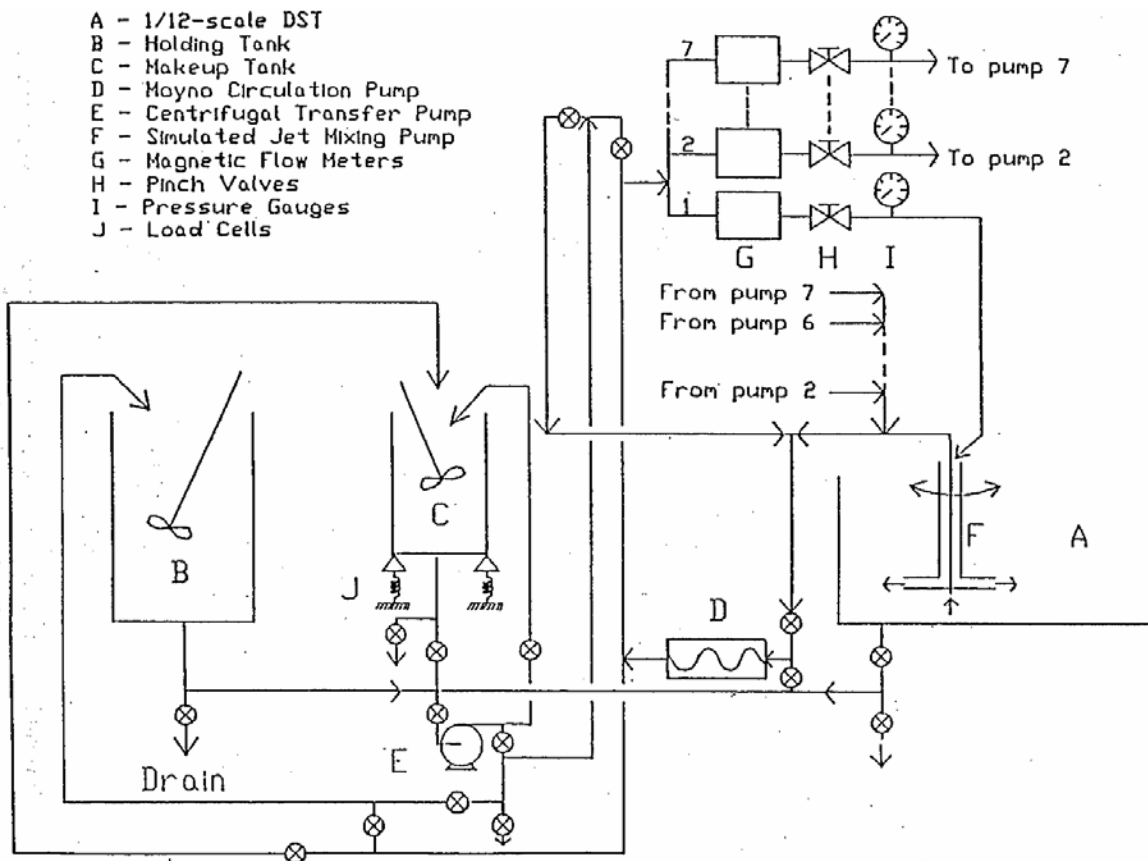 A - 1/12-scale DST
B - Holding Tank
C - Makeup Tank
D - Moyno Circulation Pump
E - Centrifugal Transfer Pump
F - Simulated Jet Mixing Pump
G - Magnetic Flow Meters
H - Pinch Valves
I - Pressure Gauges
J - Load Cells
7
To pump 7
2
To pump 2
1
G H I
From pump 7
From pump 6
From pump 2
C
F A
B
J
D
E
Drain